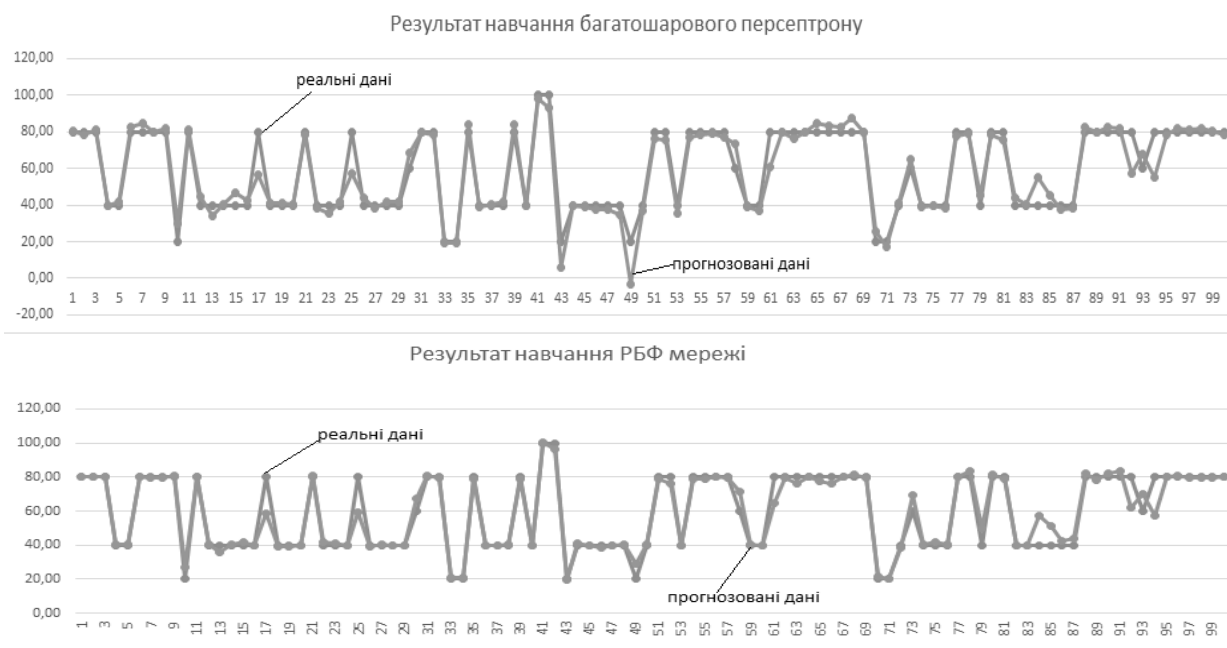 Результат навчання багатошарового персептрону
120,00
100,00
80,00
60,00
40,00
20,00
0,00
-20,00
реальні дані
прогнозовані дані
1 3 5 7 9 11 13 15 17 19 21 23 25 27 29 31 33 35 37 39 41 43 45 47 49 51 53 55 57 59 61 63 65 67 69 71 73 75 77 79 81 83 85 87 89 91 93 95 97 99
Результат навчання РБФ мережі
120,00
100,00
80,00
60,00
40,00
20,00
0,00
реальні дані
прогнозовані дані
1 3 5 7 9 11 13 15 17 19 21 23 25 27 29 31 33 35 37 39 41 43 45 47 49 51 53 55 57 59 61 63 65 67 69 71 73 75 77 79 81 83 85 87 89 91 93 95 97 99